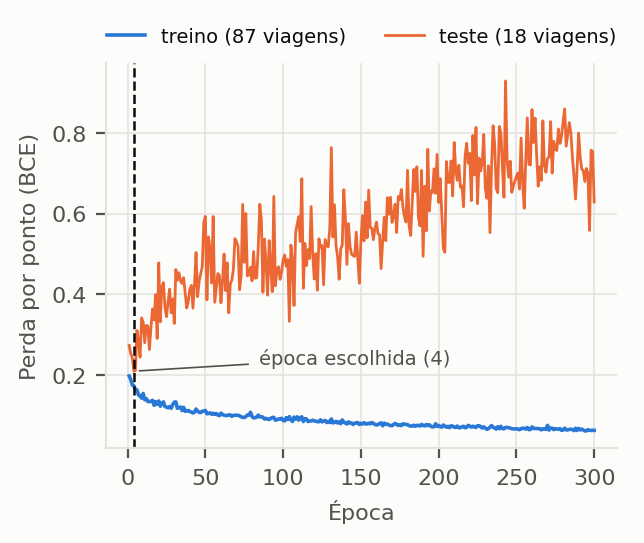 treino (87 viagens) teste (18 viagens)
Perda por ponto (BCE)
0.8
0.6
0.4
0.2
época escolhida (4)
0 50 100 150 200 250 300
Época